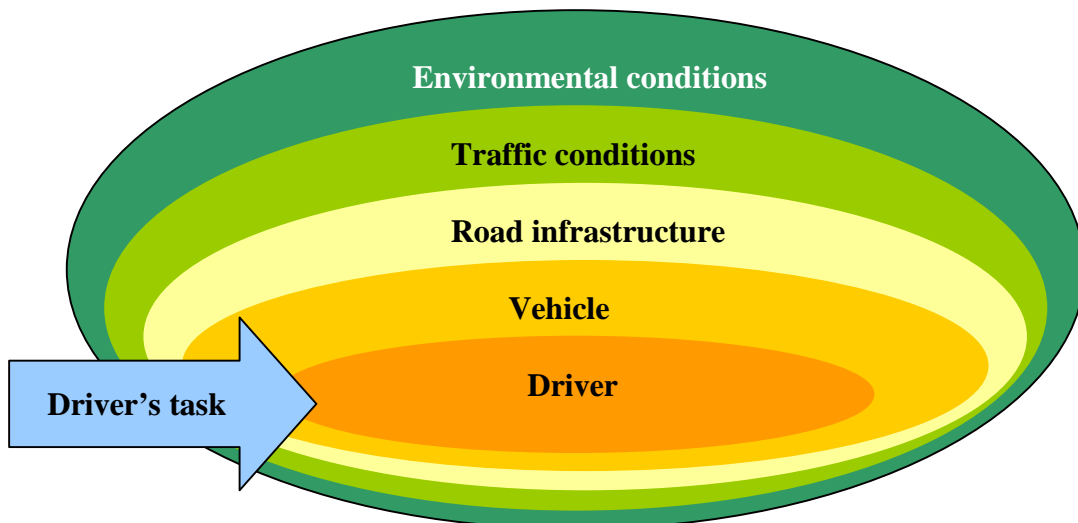 Environmental conditions
Traffic conditions
Road infrastructure
Vehicle
Driver
Driver’s task